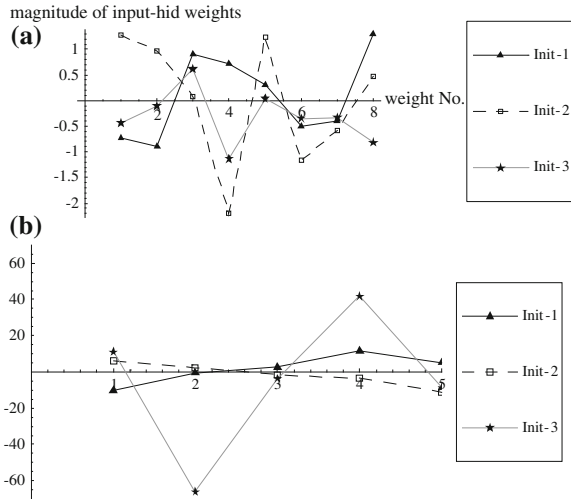 magnitude of input-hid weights
(a)
1
0.5
-0.5
-1
-1.5
-2
2
4
6
8
weight No.
Init-1
Init-2
Init-3
(b)
60
40
20
-20
-40
-60
1
2
3
4
5
Init-1
Init-2
Init-3